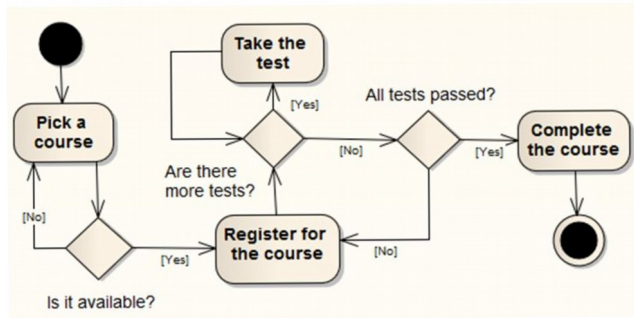 Take the
test
[Yes]
All tests passed?
Pick a
course
Complete
the course
[No]
[Yes]
Are there
more tests?
[No]
Register for
the course
[Yes]
[No]
Is it available?